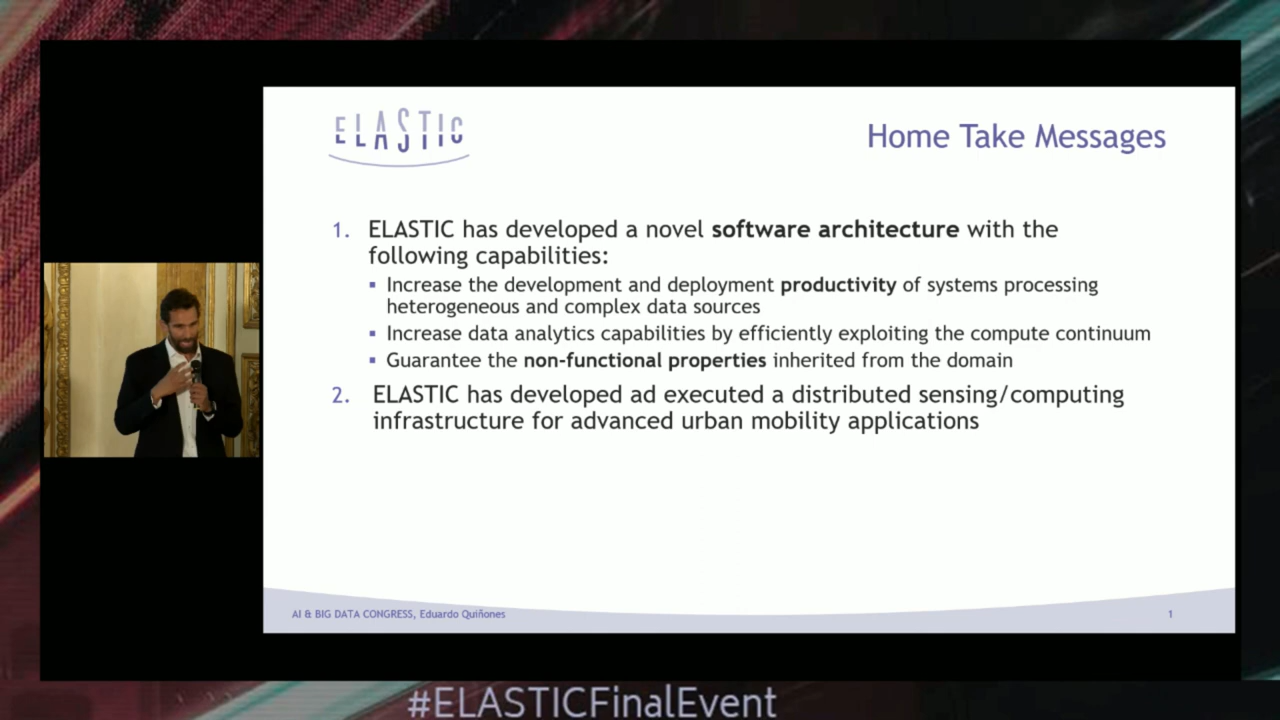 ELASTIC
Home Take Messages
1. ELASTIC has developed a novel software architecture with the
following capabilities:
▪ Increase the development and deployment productivity of systems processing
heterogeneous and complex data sources
▪ Increase data analytics capabilities by efficiently exploiting the compute continuum
▪ Guarantee the non-functional properties inherited from the domain
2. ELASTIC has developed ad executed a distributed sensing/computing
infrastructure for advanced urban mobility applications
AI & BIG DATA CONGRESS, Eduardo Quiñones
1
#ELASTICFinalEvent